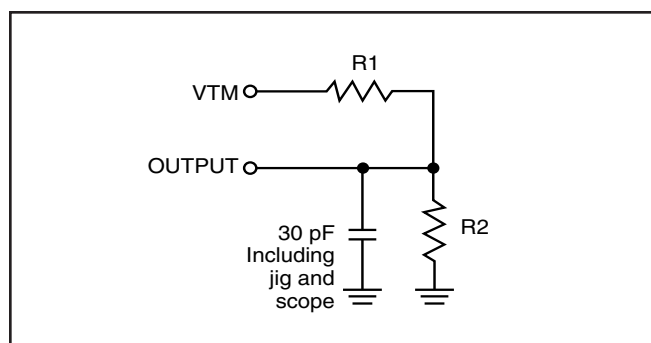 R1
VTM
OUTPUT
R2
30 pF
Including
jig and
scope